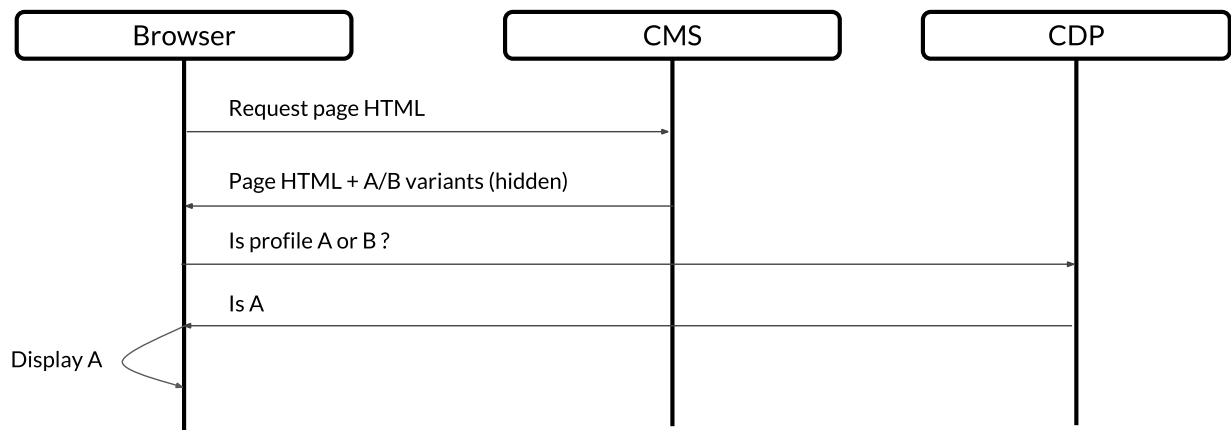 Browser
CMS
CDP
Request page HTML
Page HTML + A/B variants (hidden)
Is profile A or B ?
Is A
Display A